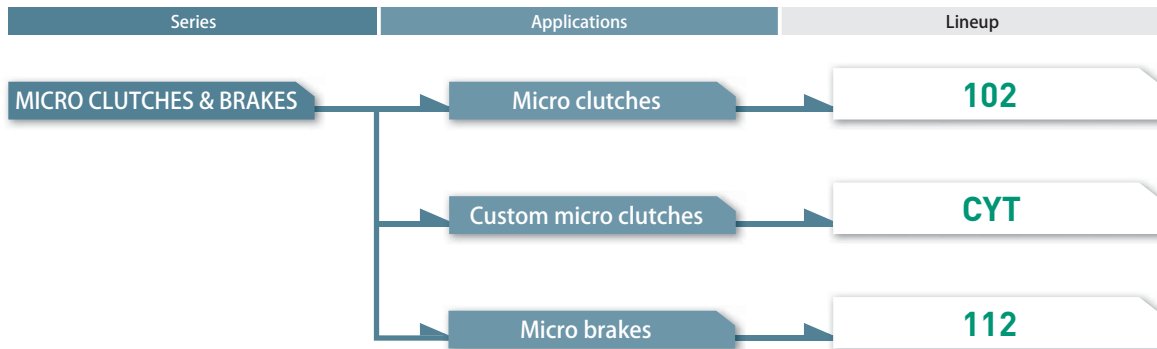 Series
Applications
Lineup
MICRO CLUTCHES & BRAKES
Micro clutches
102
Custom micro clutches
CYT
Micro brakes
112